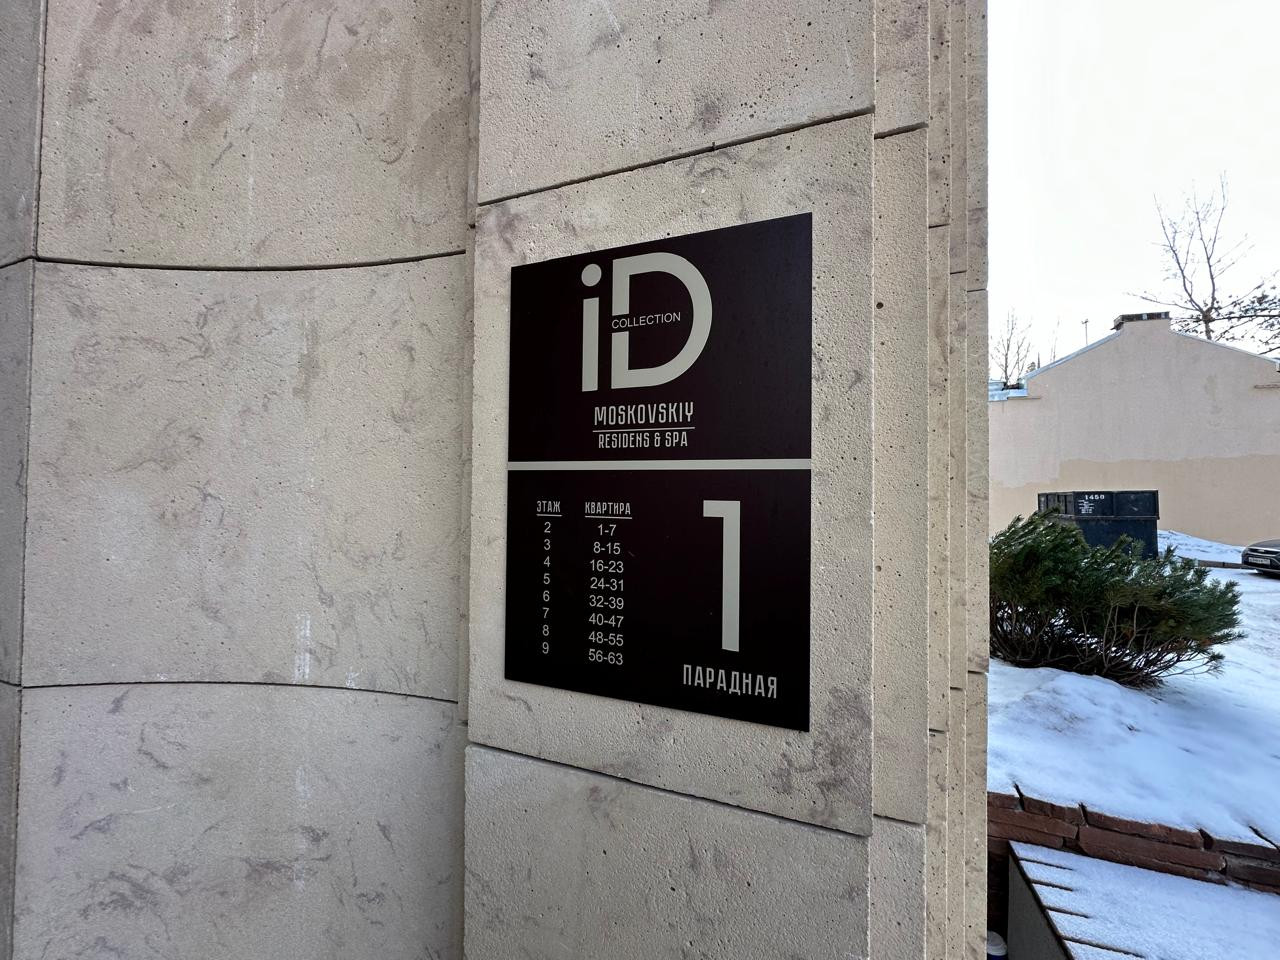 iD
COLLECTION
MOSKOVSKIY
RESIDENS & SPA
ЭТАЖ КВАРТИРА
2 1-7
3 8-15
4 16-23
5 24-31
6 32-39
7 40-47
8 48-55
9 56-63
1
ПАРАДНАЯ
1450